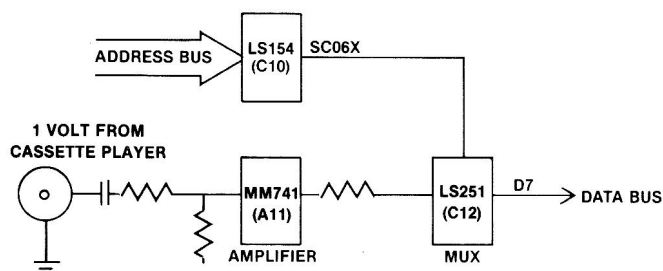 ADDRESS BUS
LS154
(C10)
SC06X
1 VOLT FROM
CASSETTE PLAYER
MM741
(A11)
AMPLIFIER
LS251
(C12)
MUX
D7
DATA BUS